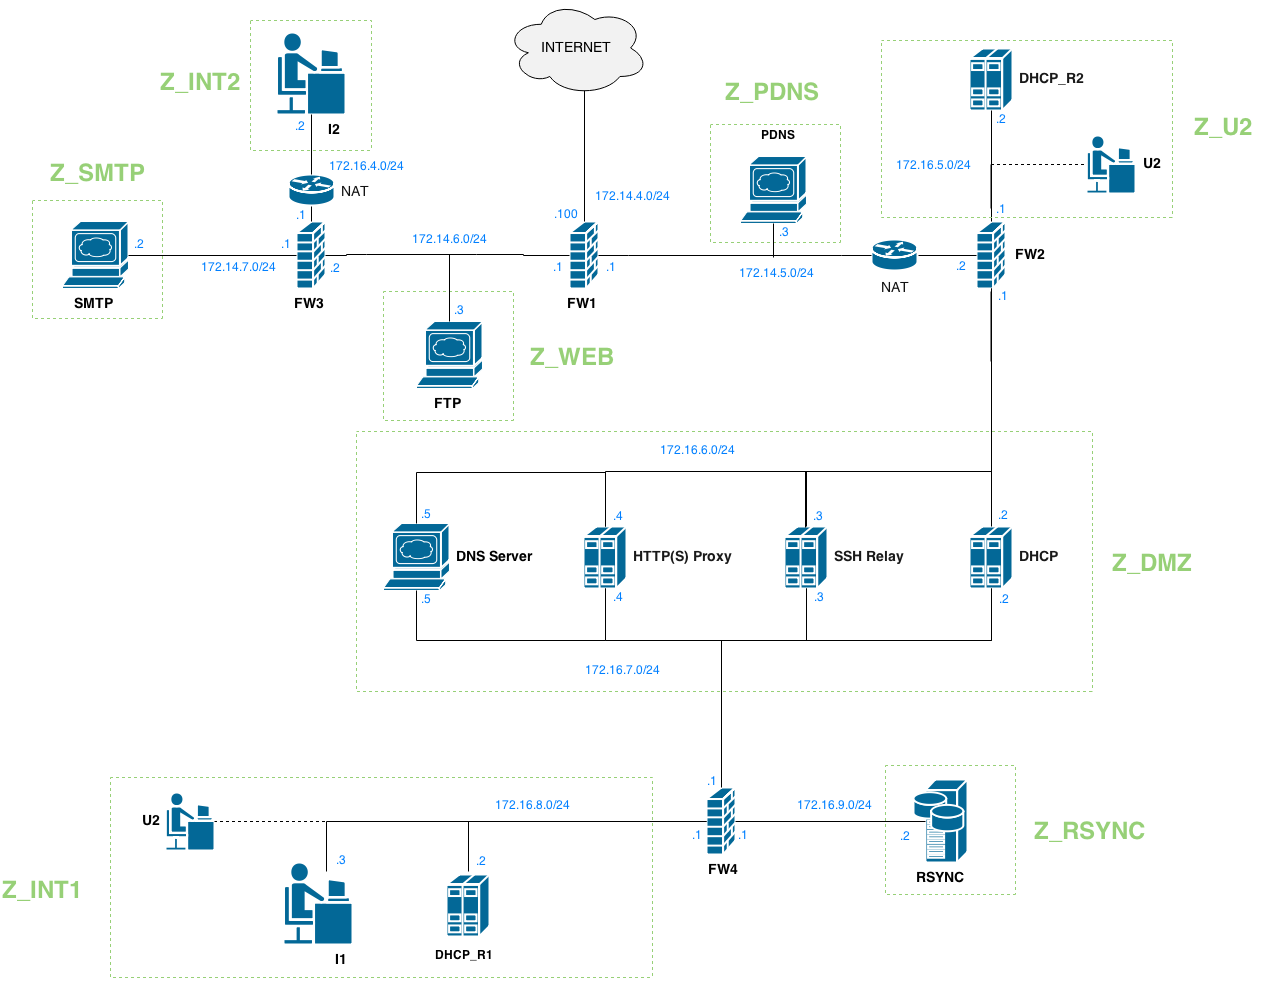 INTERNET
Z_INT2
.2
I2
172.16.4.0/24
NAT
.1
Z_SMTP
.2
SMTP
172.14.7.0/24
.1
.2
FW3
172.14.6.0/24
.3
FTP
Z_WEB
172.14.4.0/24
.100
.1
.1
FW1
Z_PDNS
PDNS
.3
172.14.5.0/24
NAT
.2
FW2
.1
.1
DHCP_R2
.2
172.16.5.0/24
U2
Z_U2
172.16.6.0/24
.5
.4
.3
.2
DNS Server
HTTP(S) Proxy
SSH Relay
DHCP
Z_DMZ
.5
.4
.3
.2
172.16.7.0/24
.1
172.16.8.0/24
172.16.9.0/24
.1
.1
FW4
.2
RSYNC
Z_RSYNC
U2
.3
.2
Z_INT1
I1
DHCP_R1